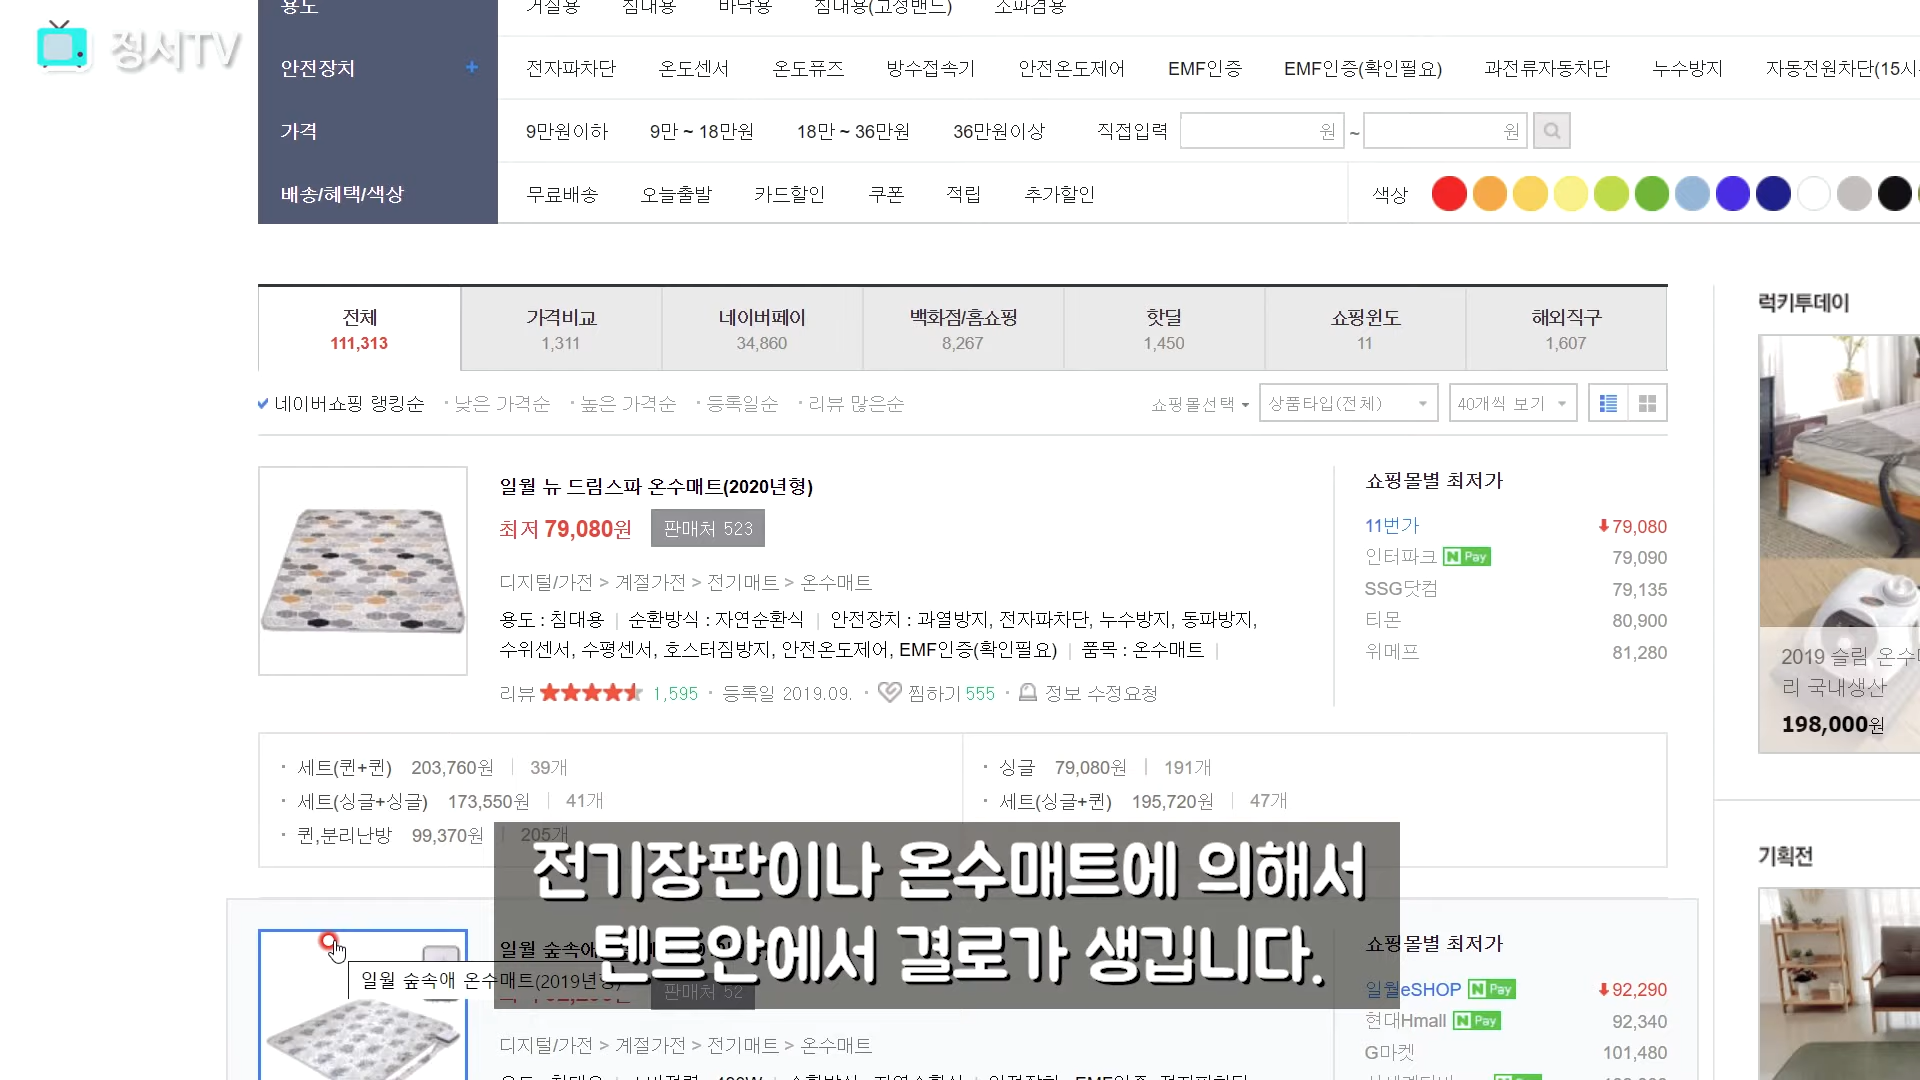 정서TV
용도
거실용 침대용 바닥용 침대용(고정밴드) 소파겸용
안전장치 +
전자파차단 온도센서 온도퓨즈 방수접속기 안전온도제어 EMF인증 EMF인증(확인필요) 과전류자동차단 누수방지 자동전원차단(15시
가격
9만원이하 9만 ~ 18만원 18만 ~ 36만원 36만원이상 직접입력 원 ~ 원
배송/혜택/색상
무료배송 오늘출발 카드할인 쿠폰 적립 추가할인 색상
전체 111,313
가격비교 1,311
네이버페이 34,860
백화점/홈쇼핑 8,267
핫딜 1,450
쇼핑윈도 11
해외직구 1,607
네이버쇼핑 랭킹순 · 낮은 가격순 · 높은 가격순 · 등록일순 · 리뷰 많은순
쇼핑몰선택 상품타입(전체) 40개씩 보기
일월 뉴 드림스파 온수매트(2020년형)
최저 79,080원 판매처 523
디지털/가전 > 계절가전 > 전기매트 > 온수매트
용도 : 침대용 | 순환방식 : 자연순환식 | 안전장치 : 과열방지, 전자파차단, 누수방지, 동파방지,
수위센서, 수평센서, 호스터짐방지, 안전온도제어, EMF인증(확인필요) | 품목 : 온수매트 |
리뷰 1,595 · 등록일 2019.09. · 찜하기 555 · 정보 수정요청
쇼핑몰별 최저가
11번가 79,080
인터파크 N Pay 79,090
SSG닷컴 79,135
티몬 80,900
위메프 81,280
· 세트(퀸+퀸) 203,760원 | 39개
· 싱글 79,080원 | 191개
· 세트(싱글+싱글) 173,550원 | 41개
· 세트(싱글+퀸) 195,720원 | 47개
· 퀸,분리난방 99,370원 | 205개
럭키투데이
2019 슬림 온수
리 국내생산
198,000원
기획전
전기장판이나 온수매트에 의해서
텐트안에서 결로가 생깁니다.
일월 숲속애
일월 숲속애 온수매트(2019년형)
판매처 52
디지털/가전 > 계절가전 > 전기매트 > 온수매트
쇼핑몰별 최저가
일월eSHOP N Pay 92,290
현대Hmall N Pay 92,340
G마켓 101,480